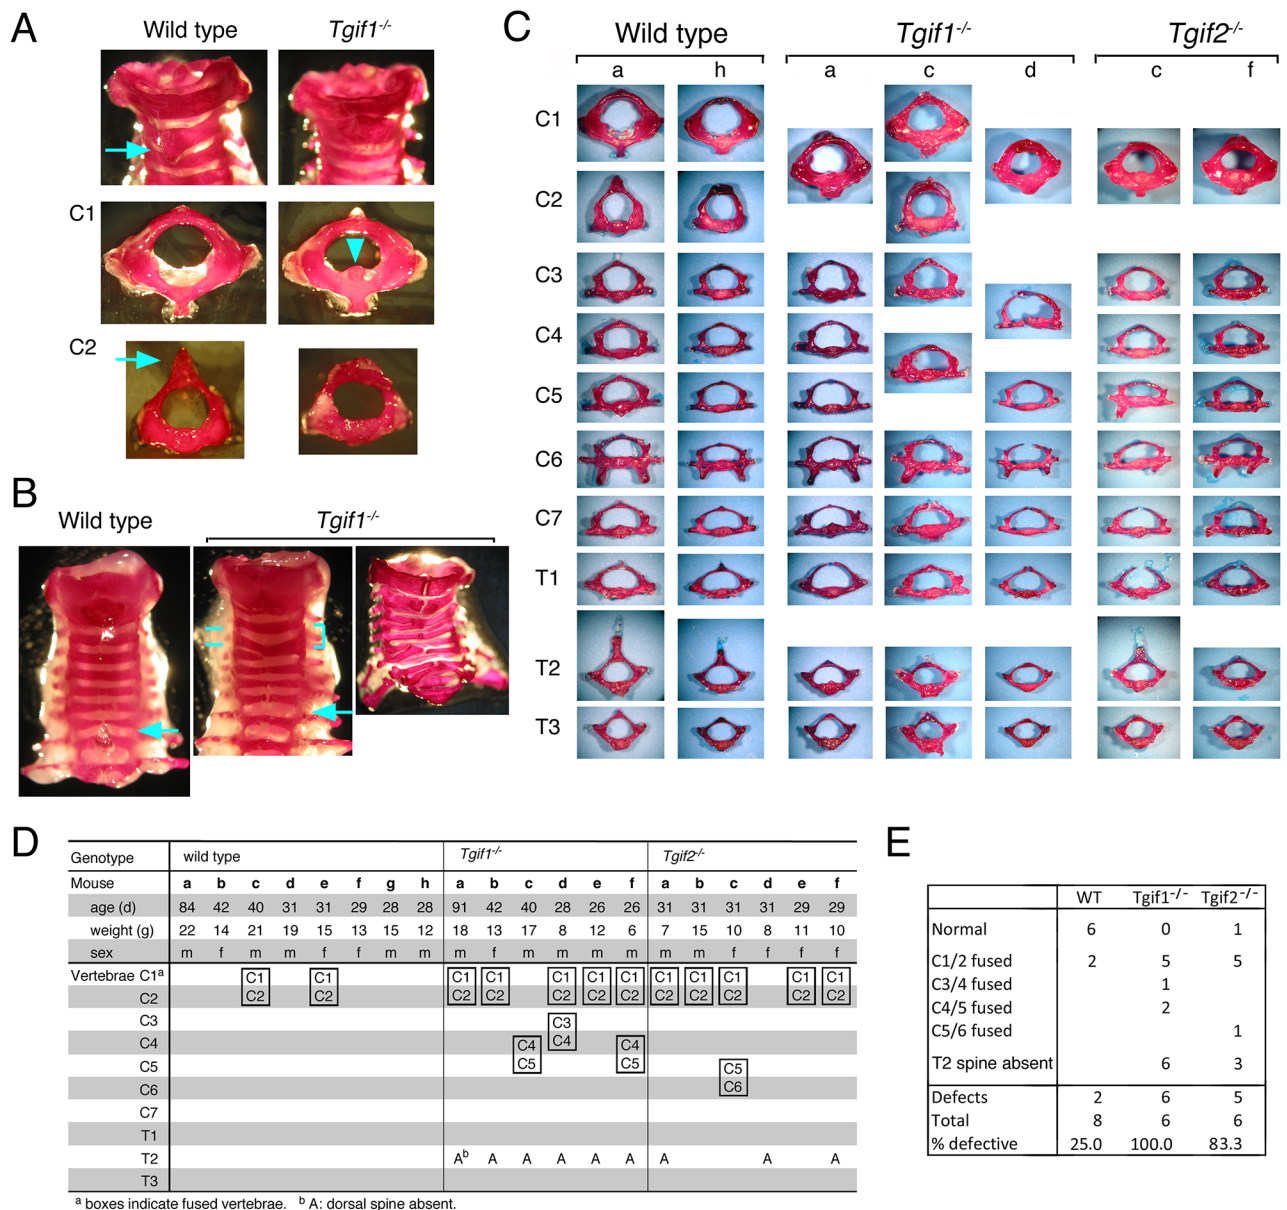 A
Wild type
Tgif1-/-
C1
C2
B
Wild type
Tgif1-/-
C
Wild type
Tgif1-/-
Tgif2-/-
a h a c d c f
C1
C2
C3
C4
C5
C6
C7
T1
T2
T3
D
Genotype wild type Tgif1-/- Tgif2-/-
Mouse a b c d e f g h a b c d e f a b c d e f
age (d) 84 42 40 31 31 29 28 28 91 42 40 28 26 26 31 31 31 31 29 29
weight (g) 22 14 21 19 15 13 15 12 18 13 17 8 12 6 7 15 10 8 11 10
sex m f m m f f m m m f m m m m m m f f f f
Vertebrae C1a C1 C1 C1 C1 C1 C1 C1 C1 C1 C1 C1 C1
C2 C2 C2 C2 C2 C2 C2 C2 C2 C2 C2 C2 C2
C3 C3
C4 C4 C4 C4
C5 C5 C5 C5
C6 C6
C7
T1
T2 Ab A A A A A A A A
T3
a boxes indicate fused vertebrae. b A: dorsal spine absent.
E
WT Tgif1-/- Tgif2-/-
Normal 6 0 1
C1/2 fused 2 5 5
C3/4 fused 1
C4/5 fused 2
C5/6 fused 1
T2 spine absent 6 3
Defects 2 6 5
Total 8 6 6
% defective 25.0 100.0 83.3